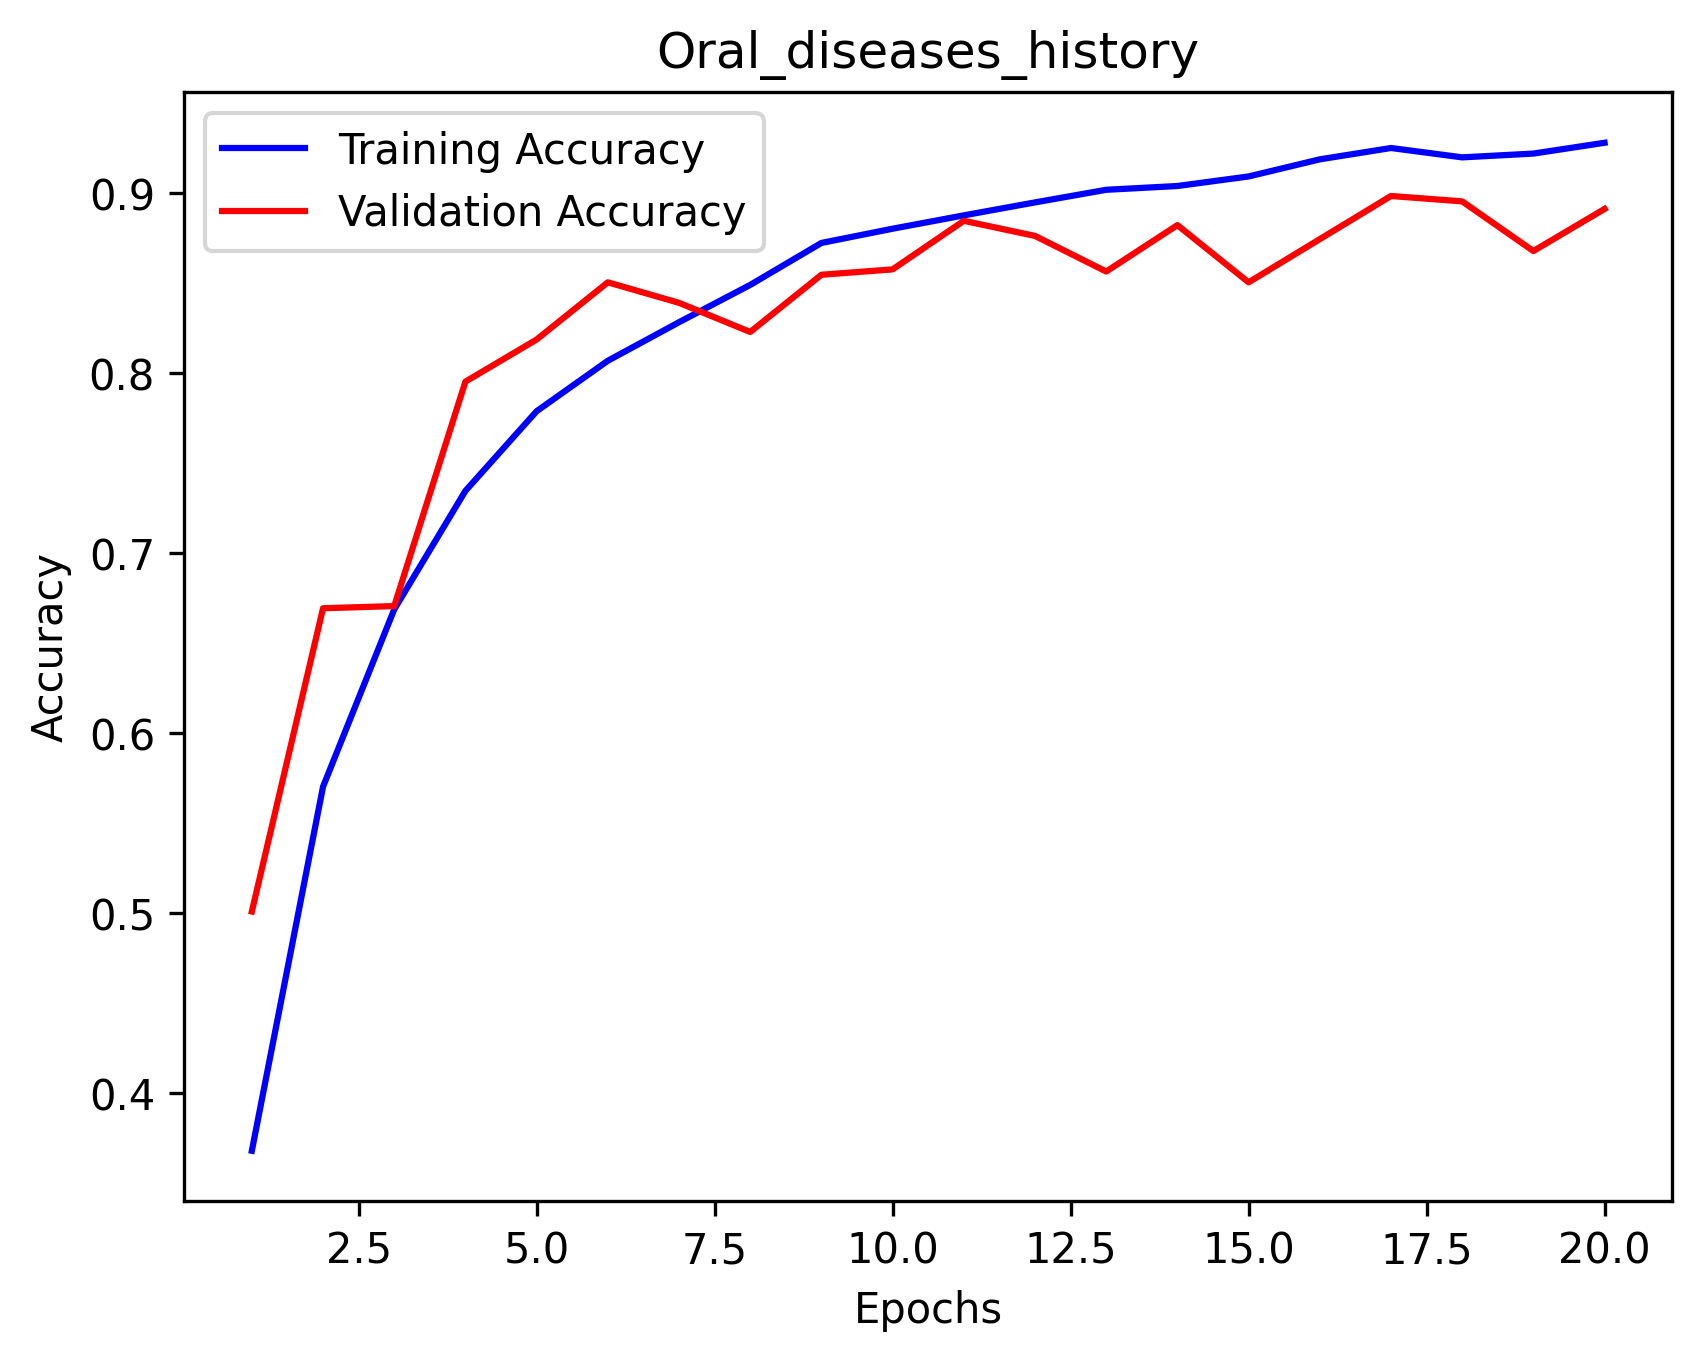 Oral_diseases_history
Training Accuracy
Validation Accuracy
0.9
0.8
0.7
0.6
0.5
0.4
Accuracy
2.5 5.0 7.5 10.0 12.5 15.0 17.5 20.0
Epochs